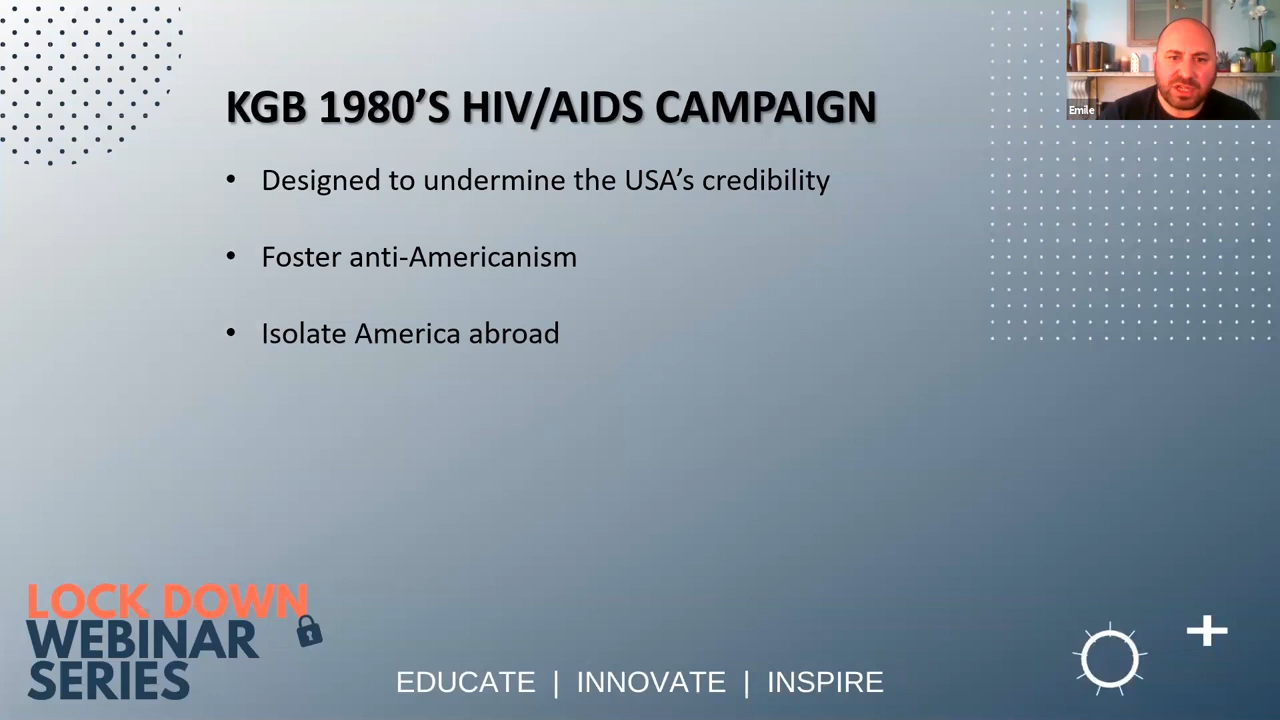 KGB 1980’S HIV/AIDS CAMPAIGN
Emile
• Designed to undermine the USA’s credibility
• Foster anti-Americanism
• Isolate America abroad
LOCK DOWN
WEBINAR
SERIES
EDUCATE | INNOVATE | INSPIRE